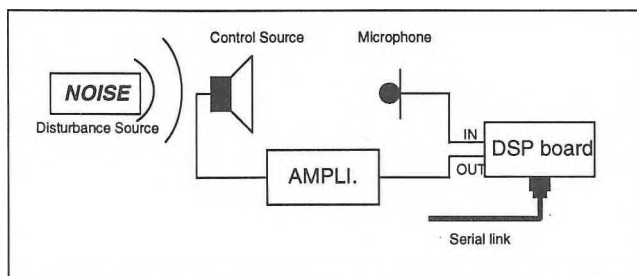 Control Source
Microphone
NOISE
Disturbance Source
IN
DSP board
OUT
AMPLI.
Serial link